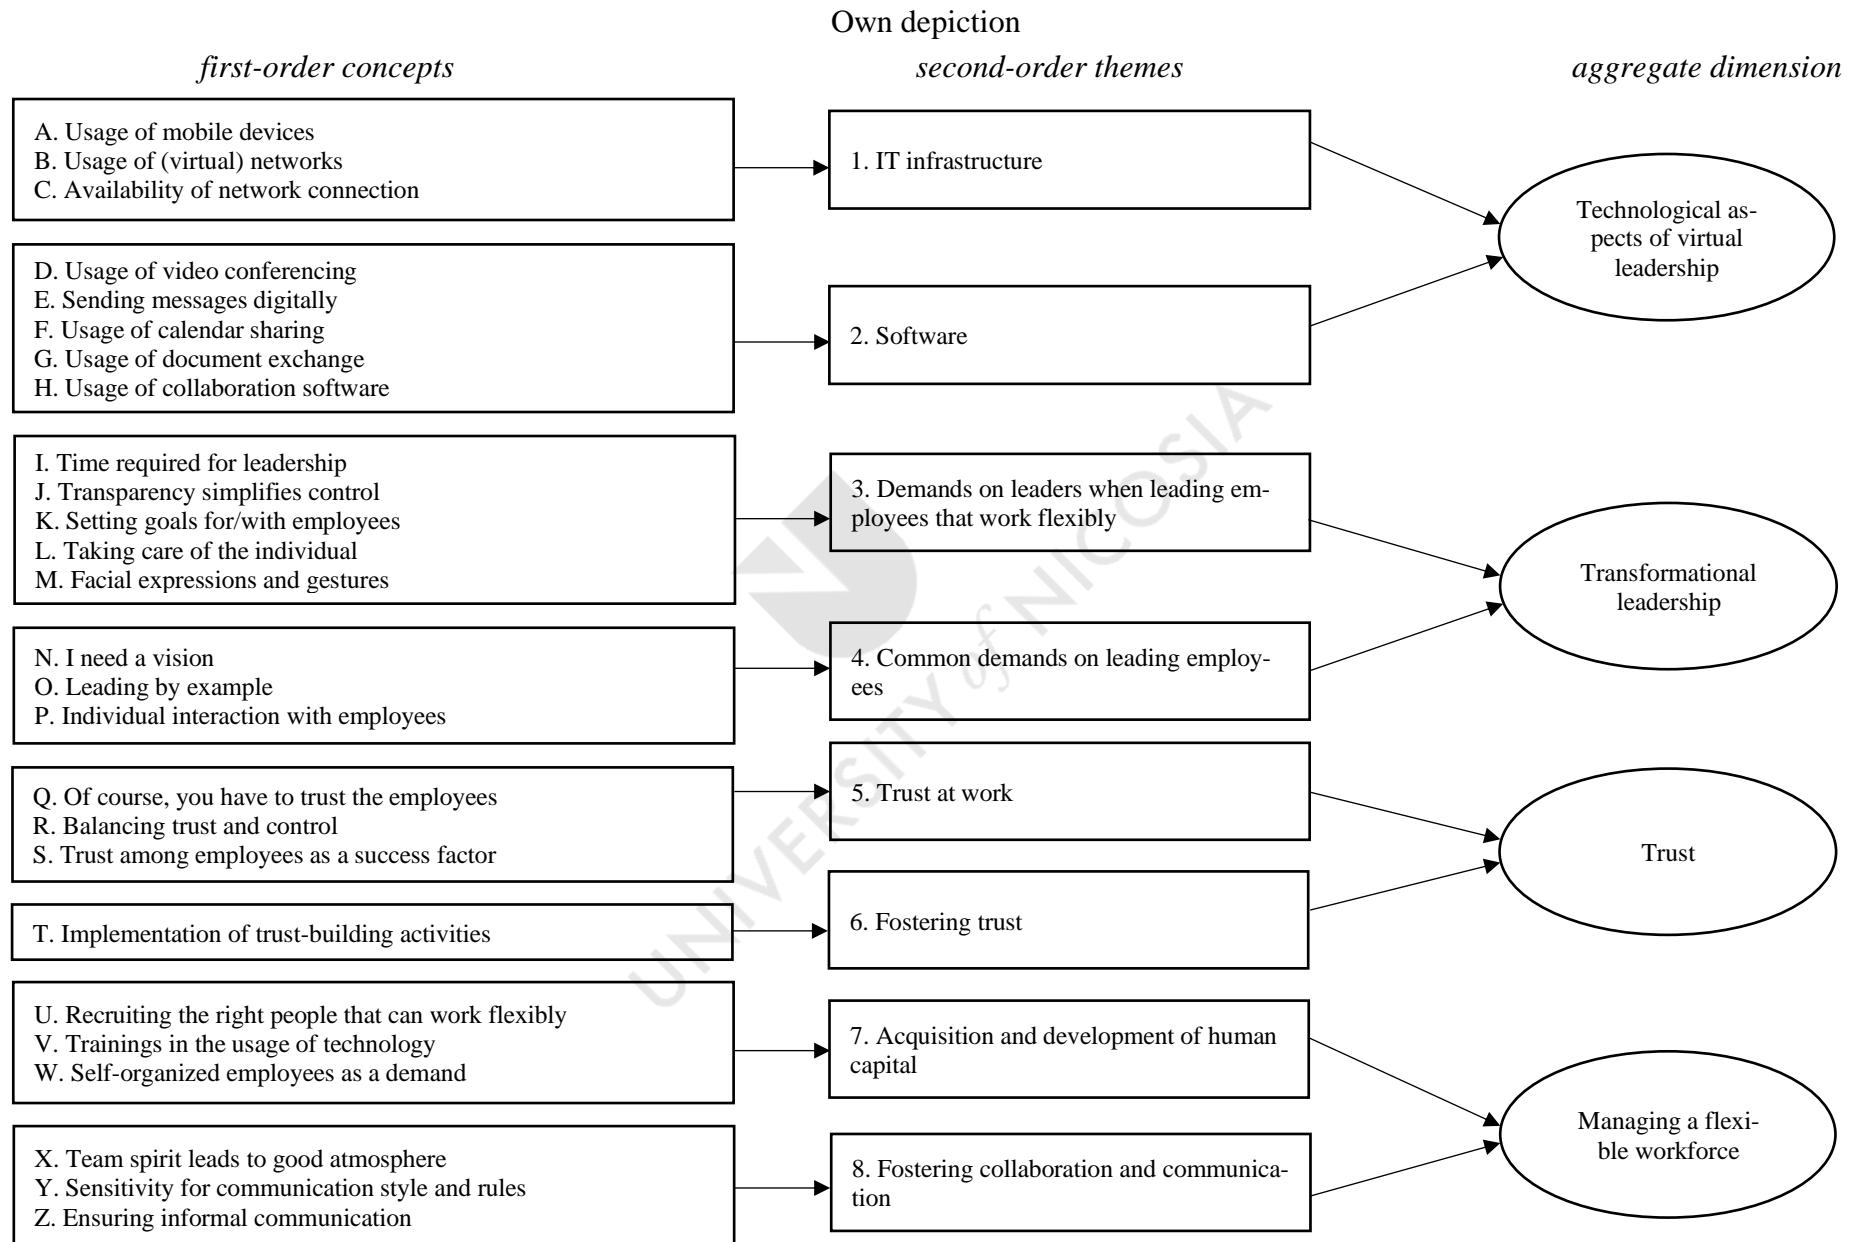 Own depiction
first-order concepts
second-order themes
aggregate dimension
A. Usage of mobile devices
B. Usage of (virtual) networks
C. Availability of network connection
1. IT infrastructure
Technological as-
pects of virtual
leadership
D. Usage of video conferencing
E. Sending messages digitally
F. Usage of calendar sharing
G. Usage of document exchange
H. Usage of collaboration software
2. Software
I. Time required for leadership
J. Transparency simplifies control
K. Setting goals for/with employees
L. Taking care of the individual
M. Facial expressions and gestures
3. Demands on leaders when leading em-
ployees that work flexibly
Transformational
leadership
N. I need a vision
O. Leading by example
P. Individual interaction with employees
4. Common demands on leading employ-
ees
Q. Of course, you have to trust the employees
R. Balancing trust and control
S. Trust among employees as a success factor
5. Trust at work
Trust
T. Implementation of trust-building activities
6. Fostering trust
U. Recruiting the right people that can work flexibly
V. Trainings in the usage of technology
W. Self-organized employees as a demand
7. Acquisition and development of human
capital
Managing a flexi-
ble workforce
X. Team spirit leads to good atmosphere
Y. Sensitivity for communication style and rules
Z. Ensuring informal communication
8. Fostering collaboration and communica-
tion
UNIVERSITY of NICOSIA